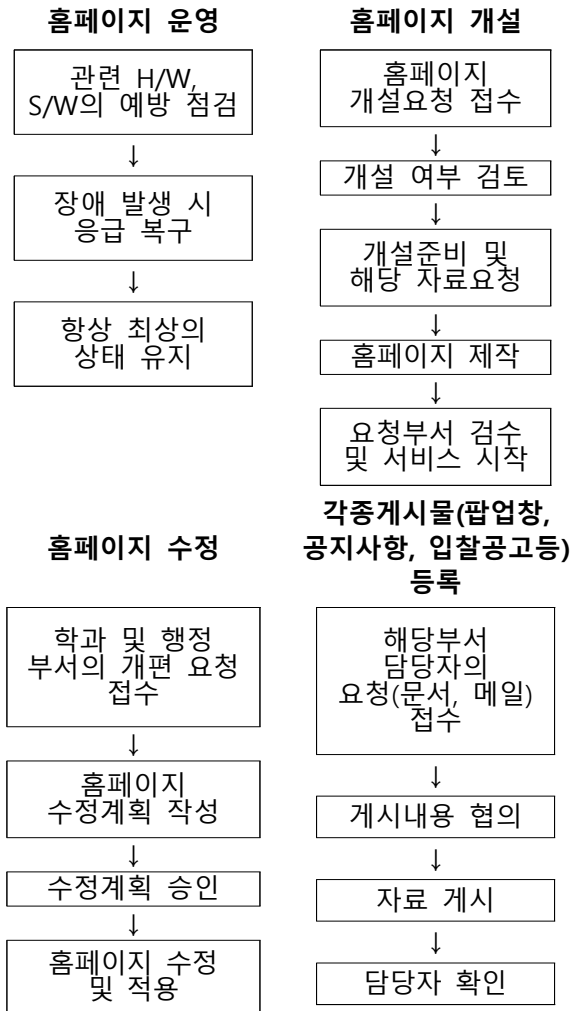 홈페이지 운영
관련 H/W,
S/W의 예방 점검
↓
장애 발생 시
응급 복구
↓
항상 최상의
상태 유지
홈페이지 개설
홈페이지
개설요청 접수
↓
개설 여부 검토
↓
개설준비 및
해당 자료요청
↓
홈페이지 제작
↓
요청부서 검수
및 서비스 시작
홈페이지 수정
학과 및 행정
부서의 개편 요청
접수
↓
홈페이지
수정계획 작성
↓
수정계획 승인
↓
홈페이지 수정
및 적용
각종게시물(팝업창,
공지사항, 입찰공고등)
등록
해당부서
담당자의
요청(문서, 메일)
접수
↓
게시내용 협의
↓
자료 게시
↓
담당자 확인